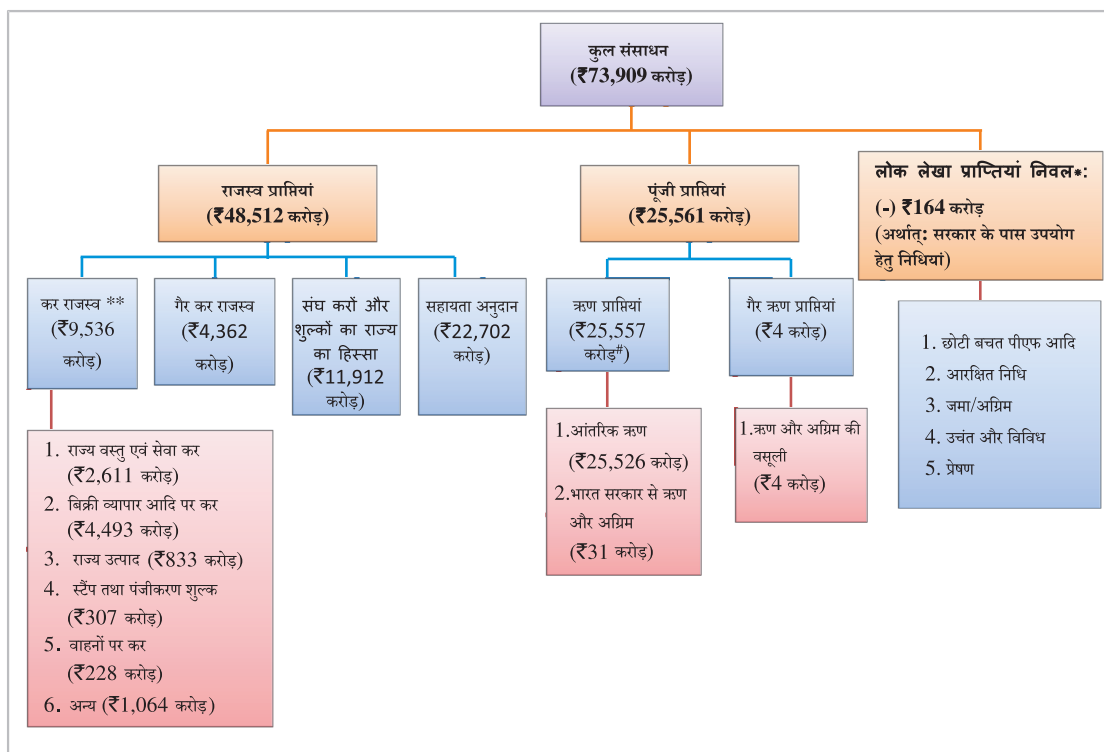 कुल संसाधन
(₹73,909 करोड़)
राजस्व प्राप्तियां
(₹48,512 करोड़)
पूंजी प्राप्तियां
(₹25,561 करोड़)
लोक लेखा प्राप्तियां निवल*:
(-) ₹164 करोड़
(अर्थात्: सरकार के पास उपयोग
हेतु निधियां)
कर राजस्व **
(₹9,536
करोड़)
गैर कर राजस्व
(₹4,362
करोड़)
संघ करों और
शुल्कों का राज्य
का हिस्सा
(₹11,912
करोड़)
सहायता अनुदान
(₹22,702
करोड़)
ऋण प्राप्तियां
(₹25,557
करोड़#)
गैर ऋण प्राप्तियां
(₹4 करोड़)
1. छोटी बचत पीएफ आदि
2. आरक्षित निधि
3. जमा/अग्रिम
4. उचंत और विविध
5. प्रेषण
1. राज्य वस्तु एवं सेवा कर
(₹2,611 करोड़)
2. बिक्री व्यापार आदि पर कर
(₹4,493 करोड़)
3. राज्य उत्पाद (₹833 करोड़)
4. स्टैंप तथा पंजीकरण शुल्क
(₹307 करोड़)
5. वाहनों पर कर
(₹228 करोड़)
6. अन्य (₹1,064 करोड़)
1.आंतरिक ऋण
(₹25,526 करोड़)
2.भारत सरकार से ऋण
और अग्रिम
(₹31 करोड़)
1.ऋण और अग्रिम की
वसूली
(₹4 करोड़)